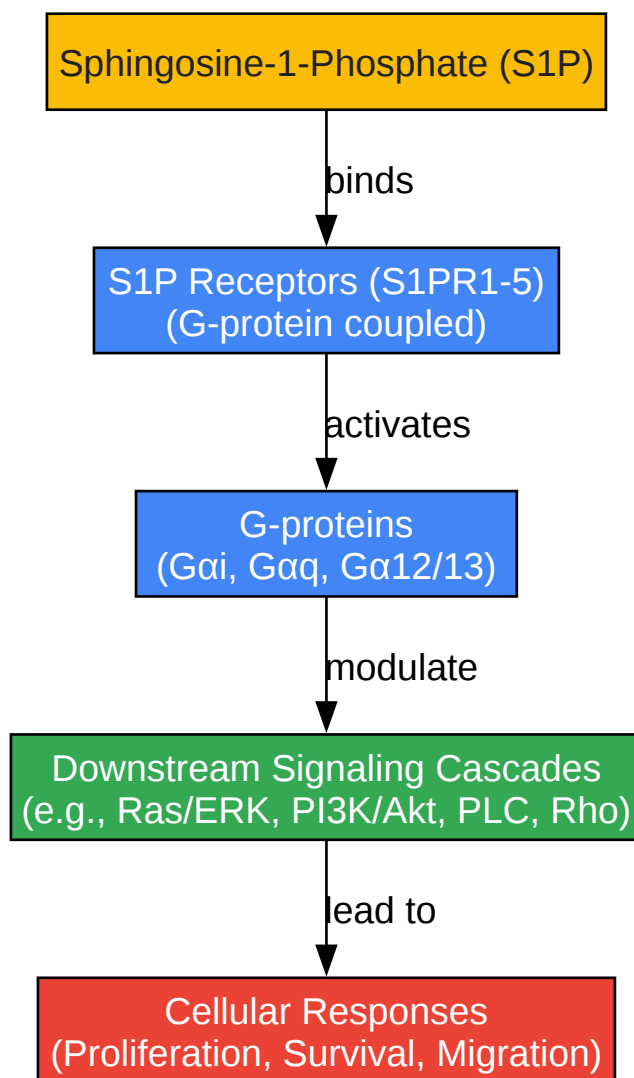 Sphingosine-1-Phosphate (S1P)
binds
S1P Receptors (S1PR1-5)
(G-protein coupled)
activates
G-proteins
(Gαi, Gαq, Gα12/13)
modulate
Downstream Signaling Cascades
(e.g., Ras/ERK, PI3K/Akt, PLC, Rho)
lead to
Cellular Responses
(Proliferation, Survival, Migration)